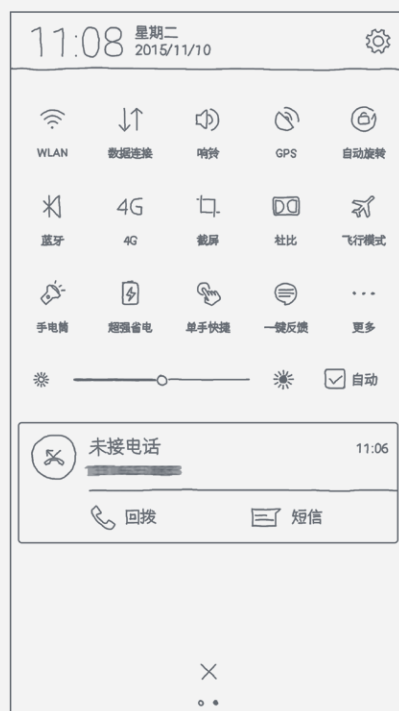 11:08 星期二
2015/11/10
WLAN 数据连接 响铃 GPS 自动旋转
4G
蓝牙 4G 截屏 杜比 飞行模式
手电筒 超强省电 单手快捷 一键反馈 更多
自动
未接电话 11:06
回拨 短信